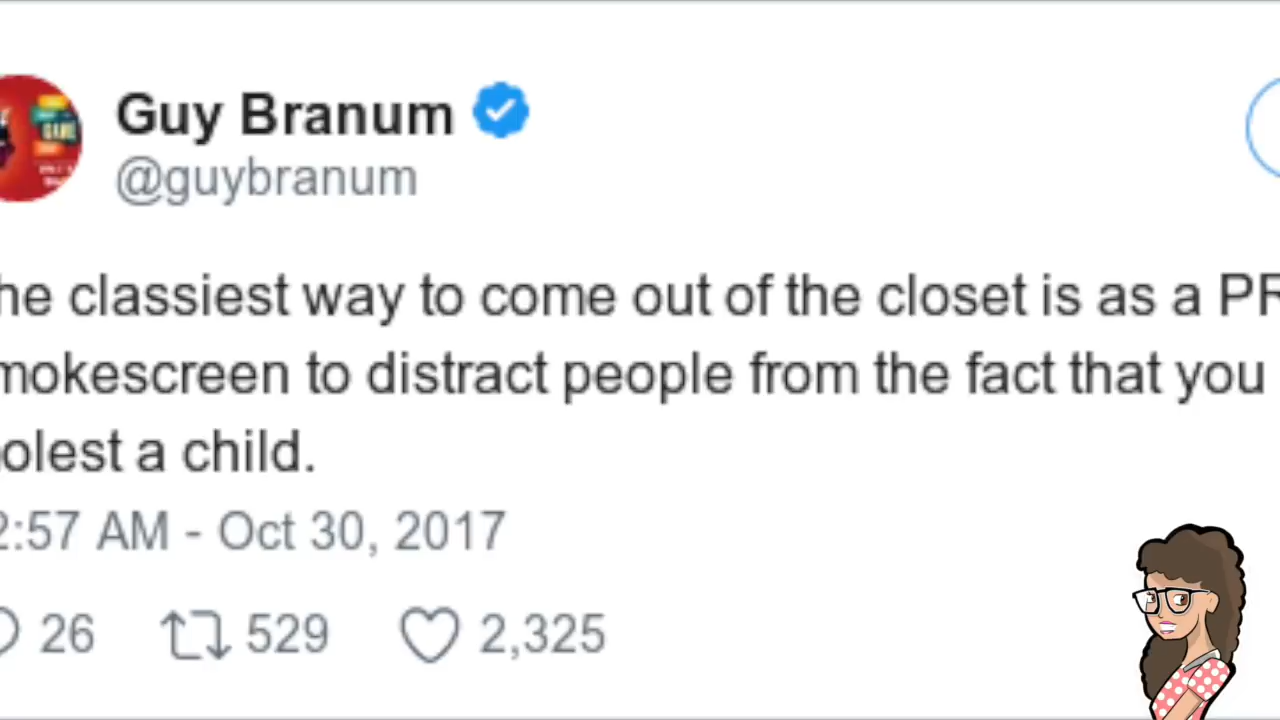 Guy Branum
@guybranum
he classiest way to come out of the closet is as a PR
mokescreen to distract people from the fact that you
olest a child.
2:57 AM - Oct 30, 2017
26 529 2,325